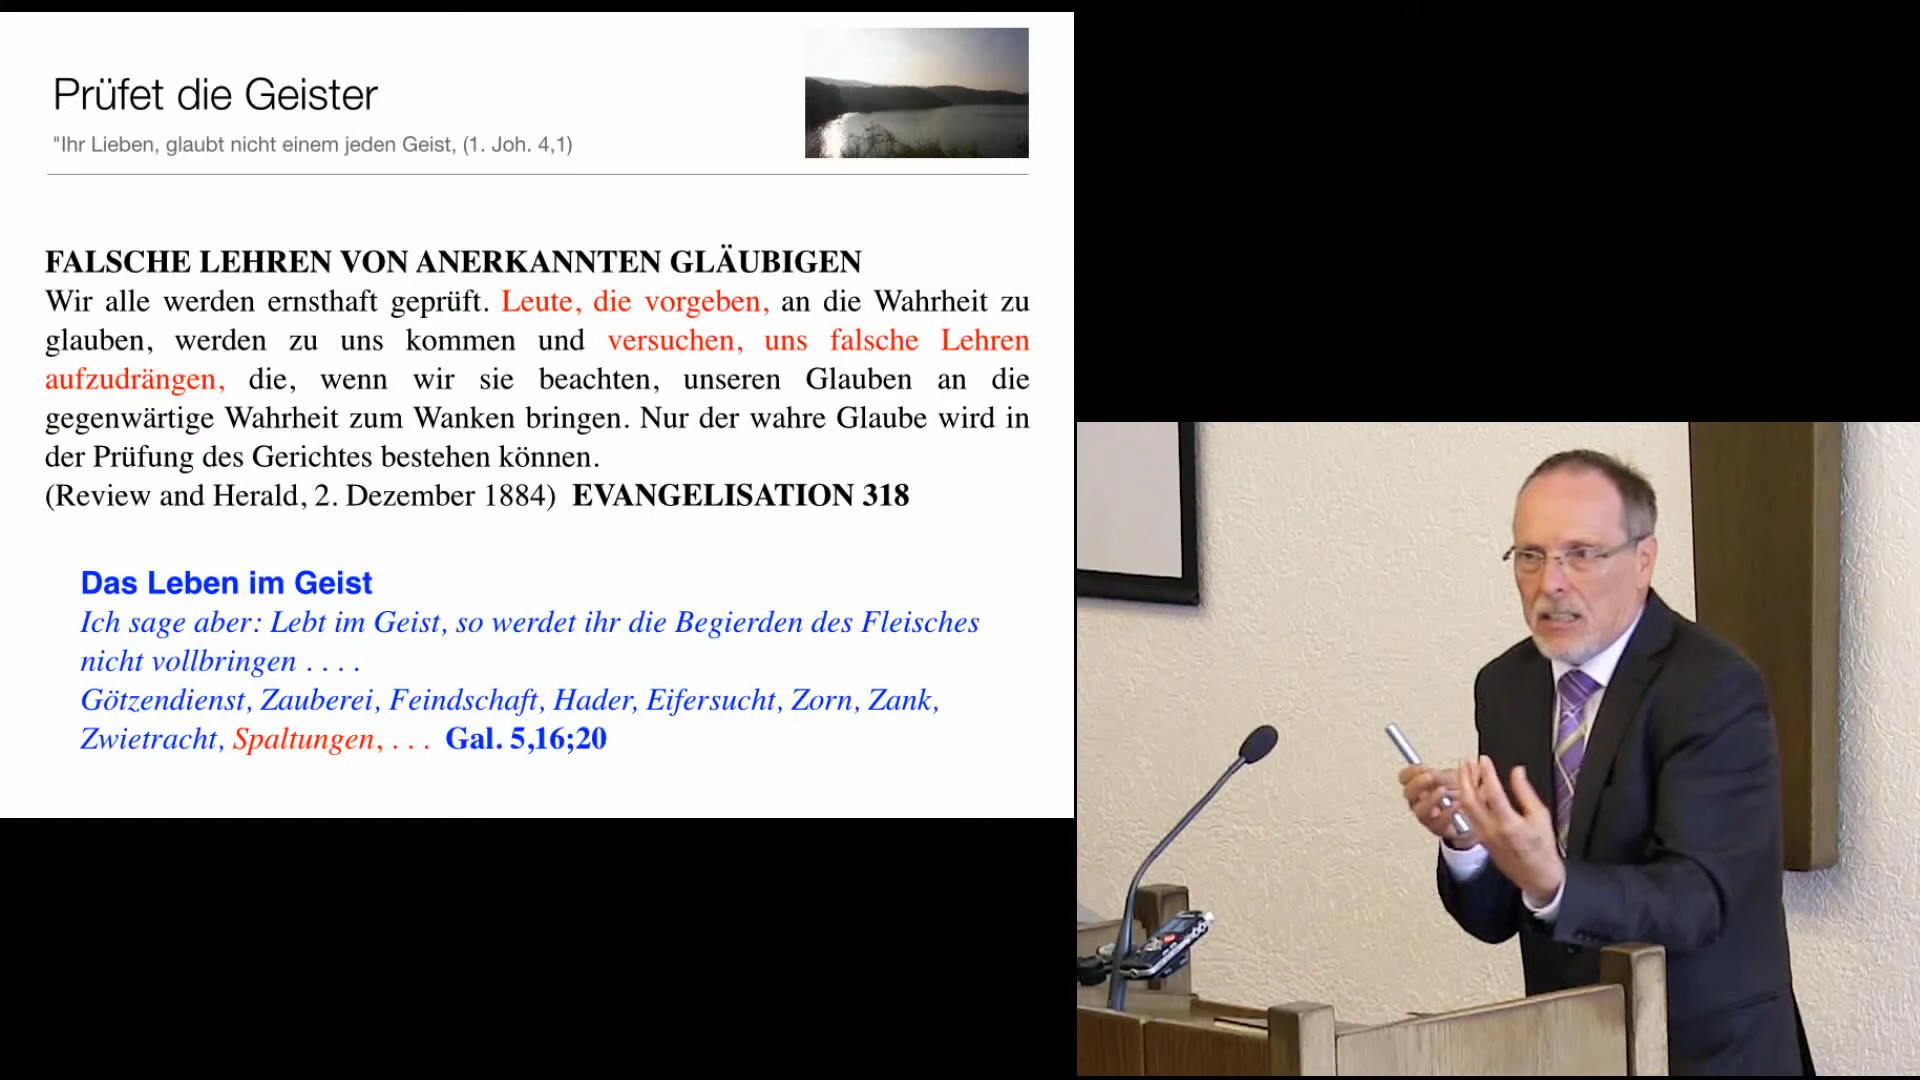 Prüfet die Geister
"Ihr Lieben, glaubt nicht einem jeden Geist, (1. Joh. 4,1)
FALSCHE LEHREN VON ANERKANNTEN GLÄUBIGEN
Wir alle werden ernsthaft geprüft. Leute, die vorgeben, an die Wahrheit zu
glauben, werden zu uns kommen und versuchen, uns falsche Lehren
aufzudrängen, die, wenn wir sie beachten, unseren Glauben an die
gegenwärtige Wahrheit zum Wanken bringen. Nur der wahre Glaube wird in
der Prüfung des Gerichtes bestehen können.
(Review and Herald, 2. Dezember 1884) EVANGELISATION 318
Das Leben im Geist
Ich sage aber: Lebt im Geist, so werdet ihr die Begierden des Fleisches
nicht vollbringen . . . .
Götzendienst, Zauberei, Feindschaft, Hader, Eifersucht, Zorn, Zank,
Zwietracht, Spaltungen, . . . Gal. 5,16;20